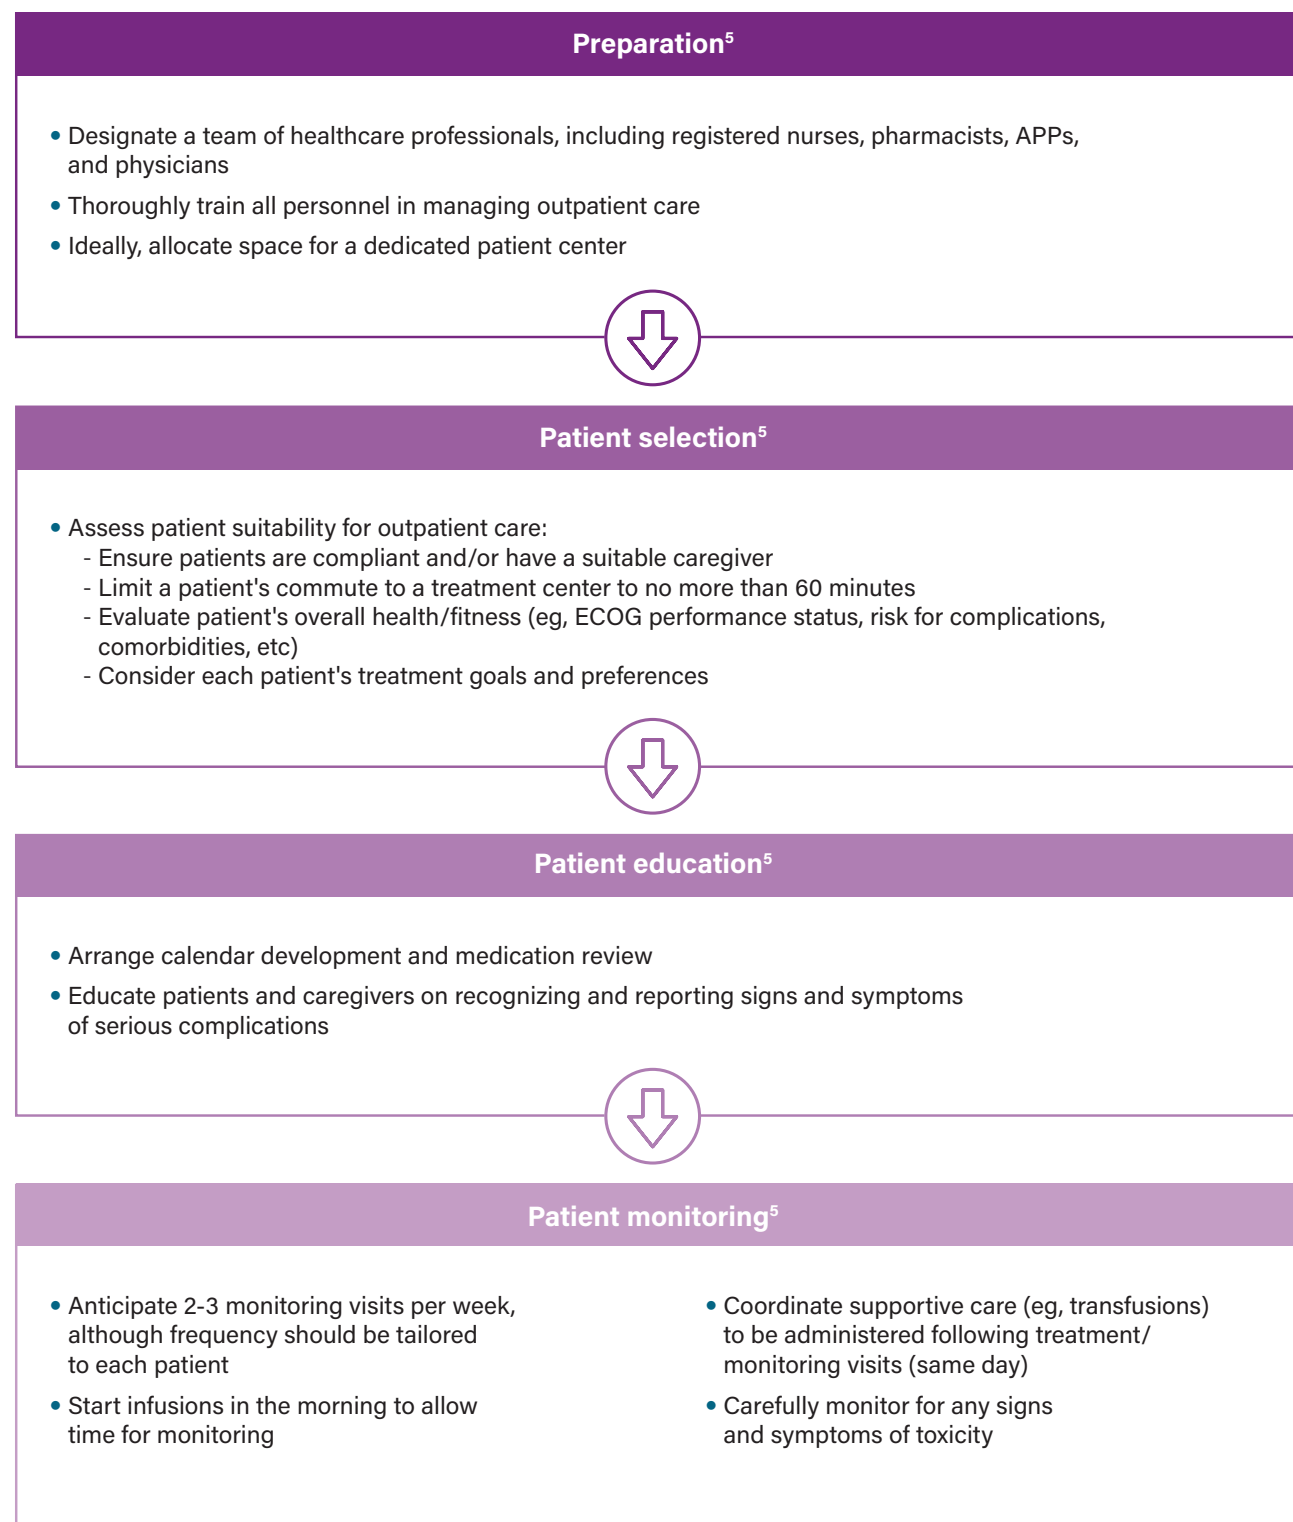 Preparation⁵
• Designate a team of healthcare professionals, including registered nurses, pharmacists, APPs,
and physicians
• Thoroughly train all personnel in managing outpatient care
• Ideally, allocate space for a dedicated patient center
Patient selection⁵
• Assess patient suitability for outpatient care:
- Ensure patients are compliant and/or have a suitable caregiver
- Limit a patient's commute to a treatment center to no more than 60 minutes
- Evaluate patient's overall health/fitness (eg, ECOG performance status, risk for complications,
comorbidities, etc)
- Consider each patient's treatment goals and preferences
Patient education⁵
• Arrange calendar development and medication review
• Educate patients and caregivers on recognizing and reporting signs and symptoms
of serious complications
Patient monitoring⁵
• Anticipate 2-3 monitoring visits per week,
although frequency should be tailored
to each patient
• Start infusions in the morning to allow
time for monitoring
• Coordinate supportive care (eg, transfusions)
to be administered following treatment/
monitoring visits (same day)
• Carefully monitor for any signs
and symptoms of toxicity